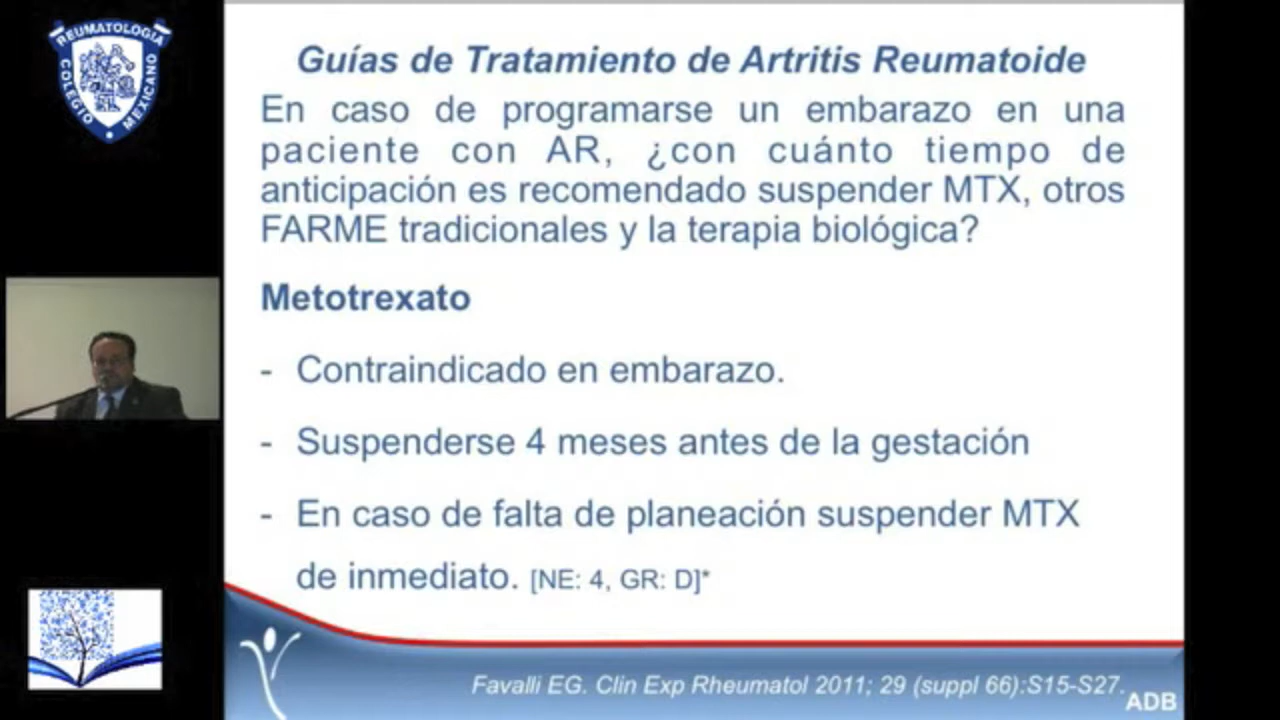 REUMATOLOGIA
COLEGIO
MEXICANO
Guías de Tratamiento de Artritis Reumatoide
En caso de programarse un embarazo en una
paciente con AR, ¿con cuánto tiempo de
anticipación es recomendado suspender MTX, otros
FARME tradicionales y la terapia biológica?
Metotrexato
- Contraindicado en embarazo.
- Suspenderse 4 meses antes de la gestación
- En caso de falta de planeación suspender MTX
de inmediato. [NE: 4, GR: D]*
Favalli EG. Clin Exp Rheumatol 2011; 29 (suppl 66):S15-S27.
ADB